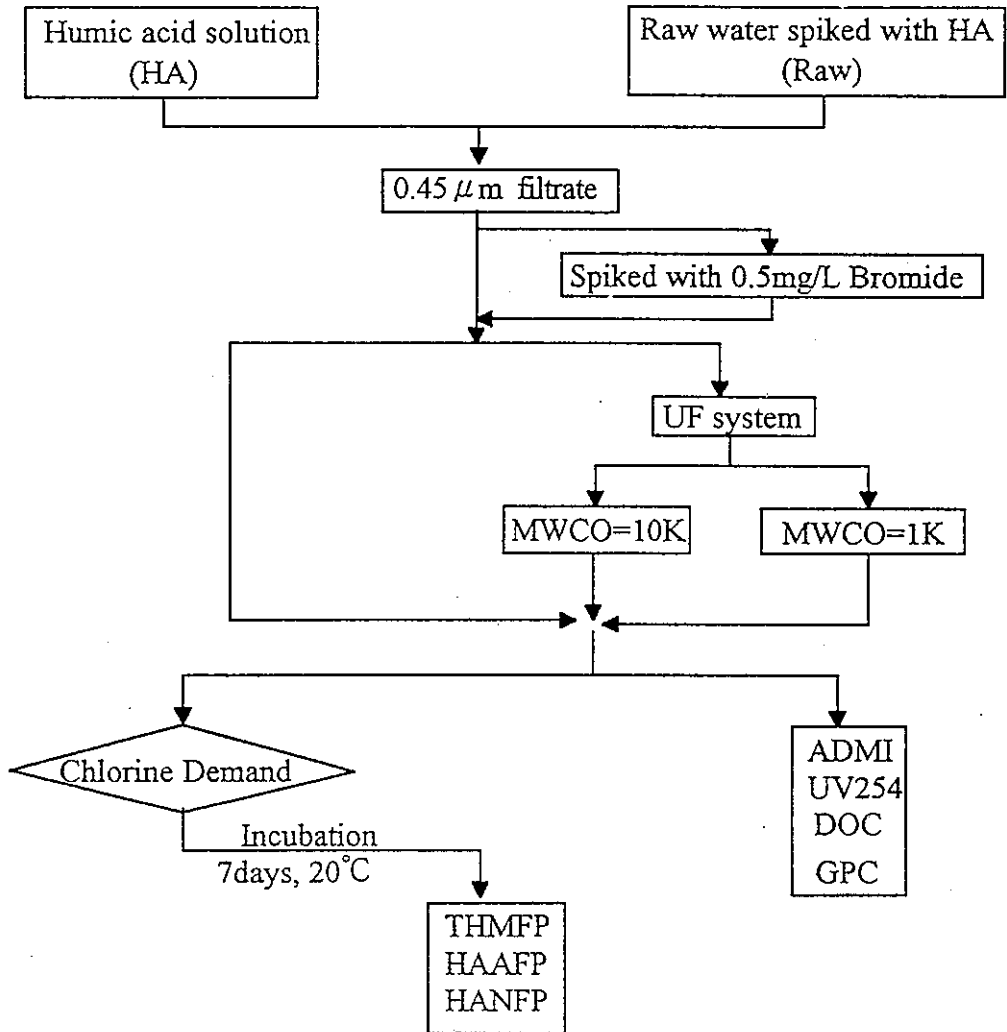 Humic acid solution
(HA)
Raw water spiked with HA
(Raw)
0.45 μm filtrate
Spiked with 0.5mg/L Bromide
UF system
MWCO=10K
MWCO=1K
Chlorine Demand
Incubation
7days, 20°C
ADMI
UV254
DOC
GPC
THMFP
HAAFP
HANFP